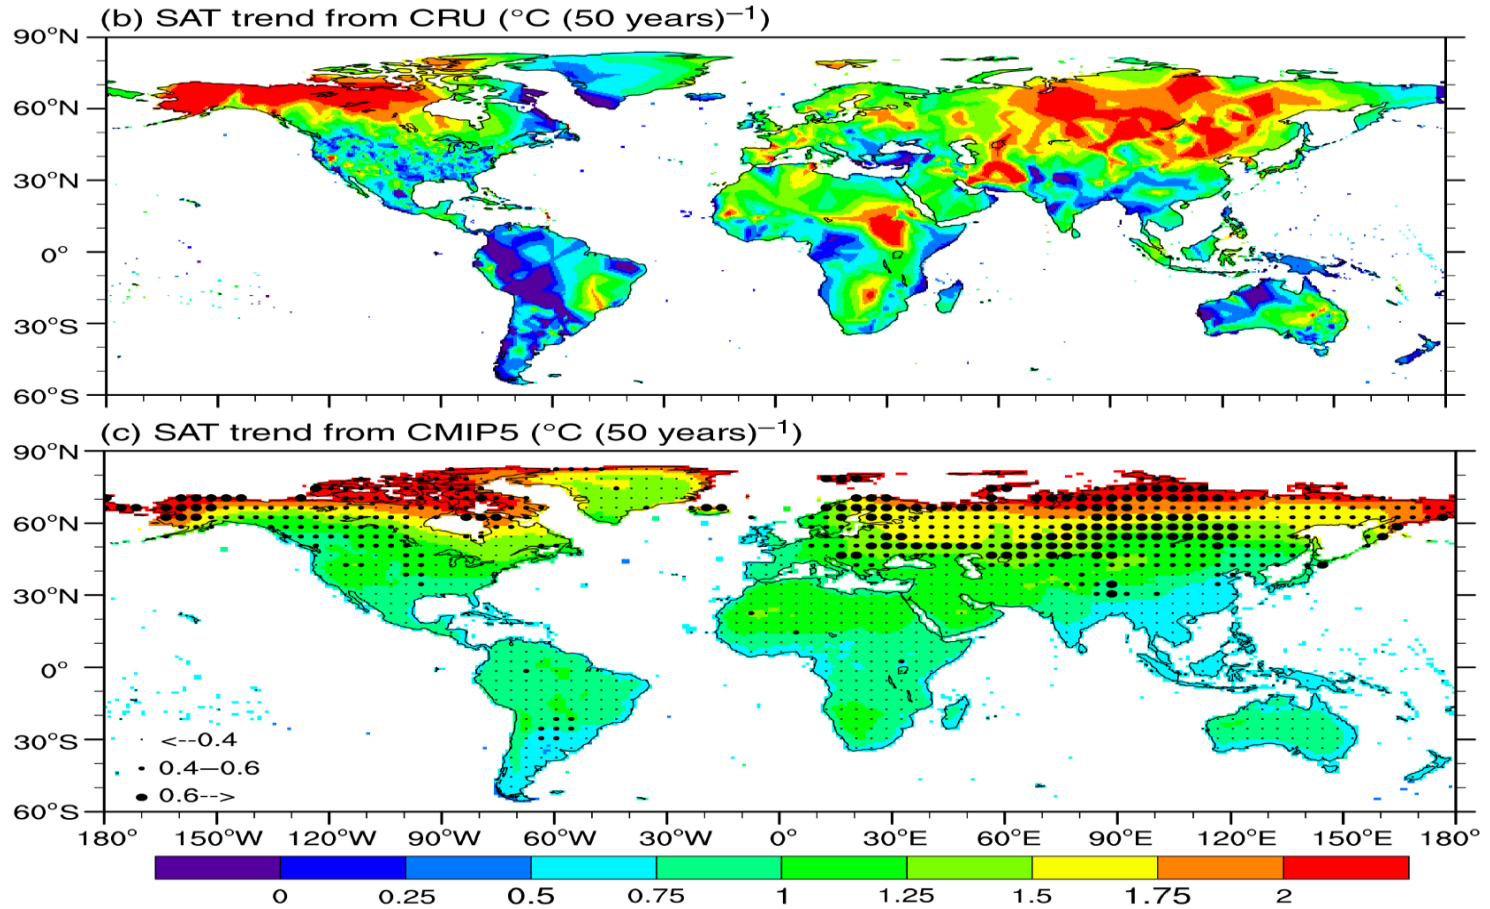 (b) SAT trend from CRU (°C (50 years)⁻¹)
90°N
60°N
30°N
0°
30°S
60°S
(c) SAT trend from CMIP5 (°C (50 years)⁻¹)
90°N
60°N
30°N
0°
30°S
60°S
<--0.4
0.4—0.6
0.6-->
180° 150°W 120°W 90°W 60°W 30°W 0° 30°E 60°E 90°E 120°E 150°E 180°
0 0.25 0.5 0.75 1 1.25 1.5 1.75 2